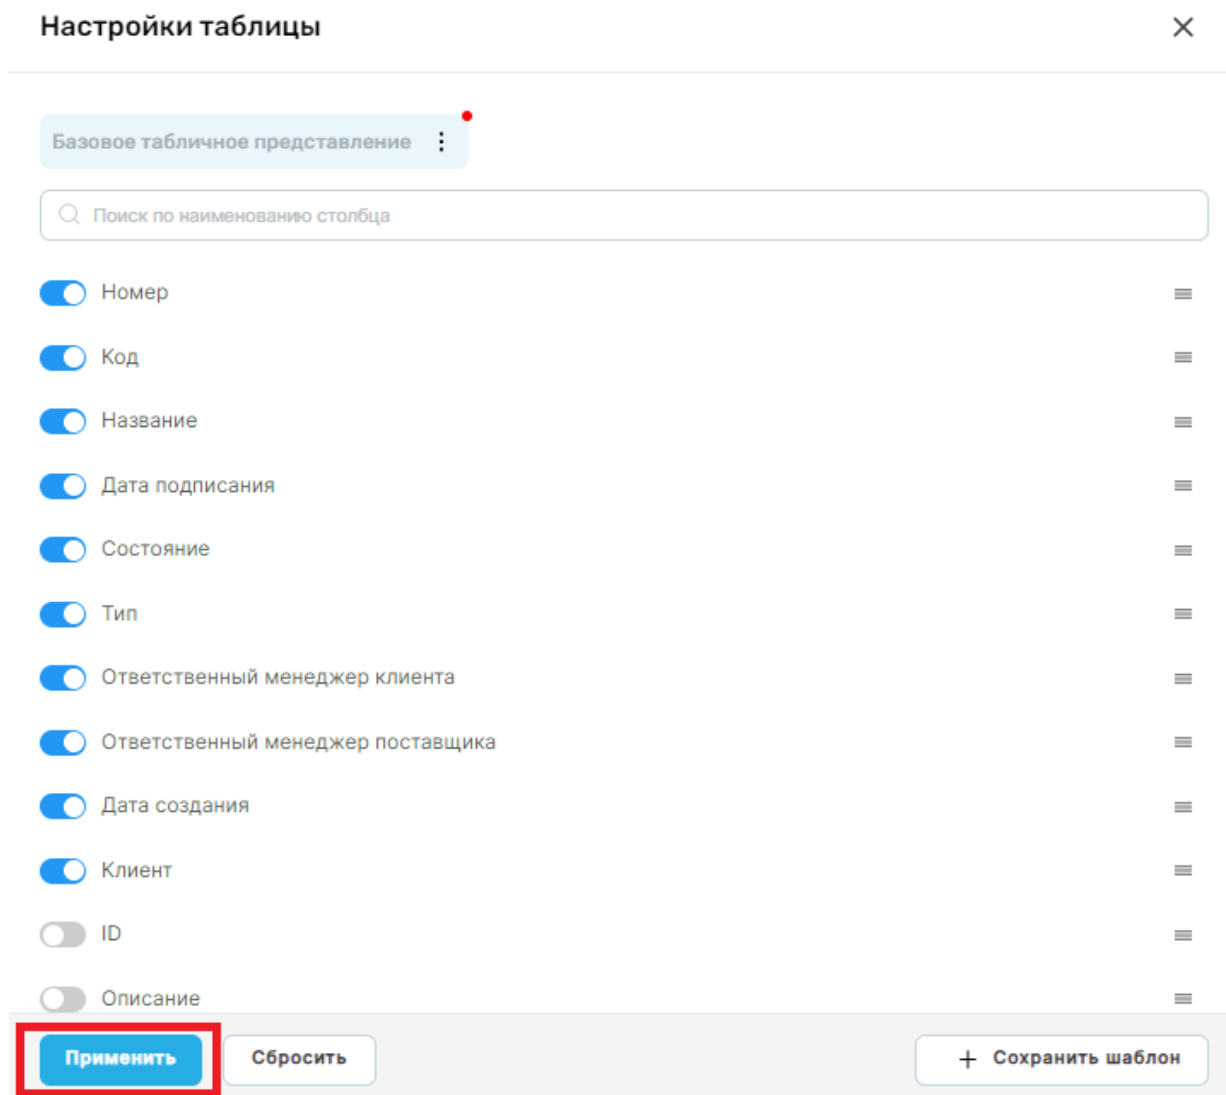 Настройки таблицы
Базовое табличное представление
Поиск по наименованию столбца
Номер
Код
Название
Дата подписания
Состояние
Тип
Ответственный менеджер клиента
Ответственный менеджер поставщика
Дата создания
Клиент
ID
Описание
Применить
Сбросить
+ Сохранить шаблон